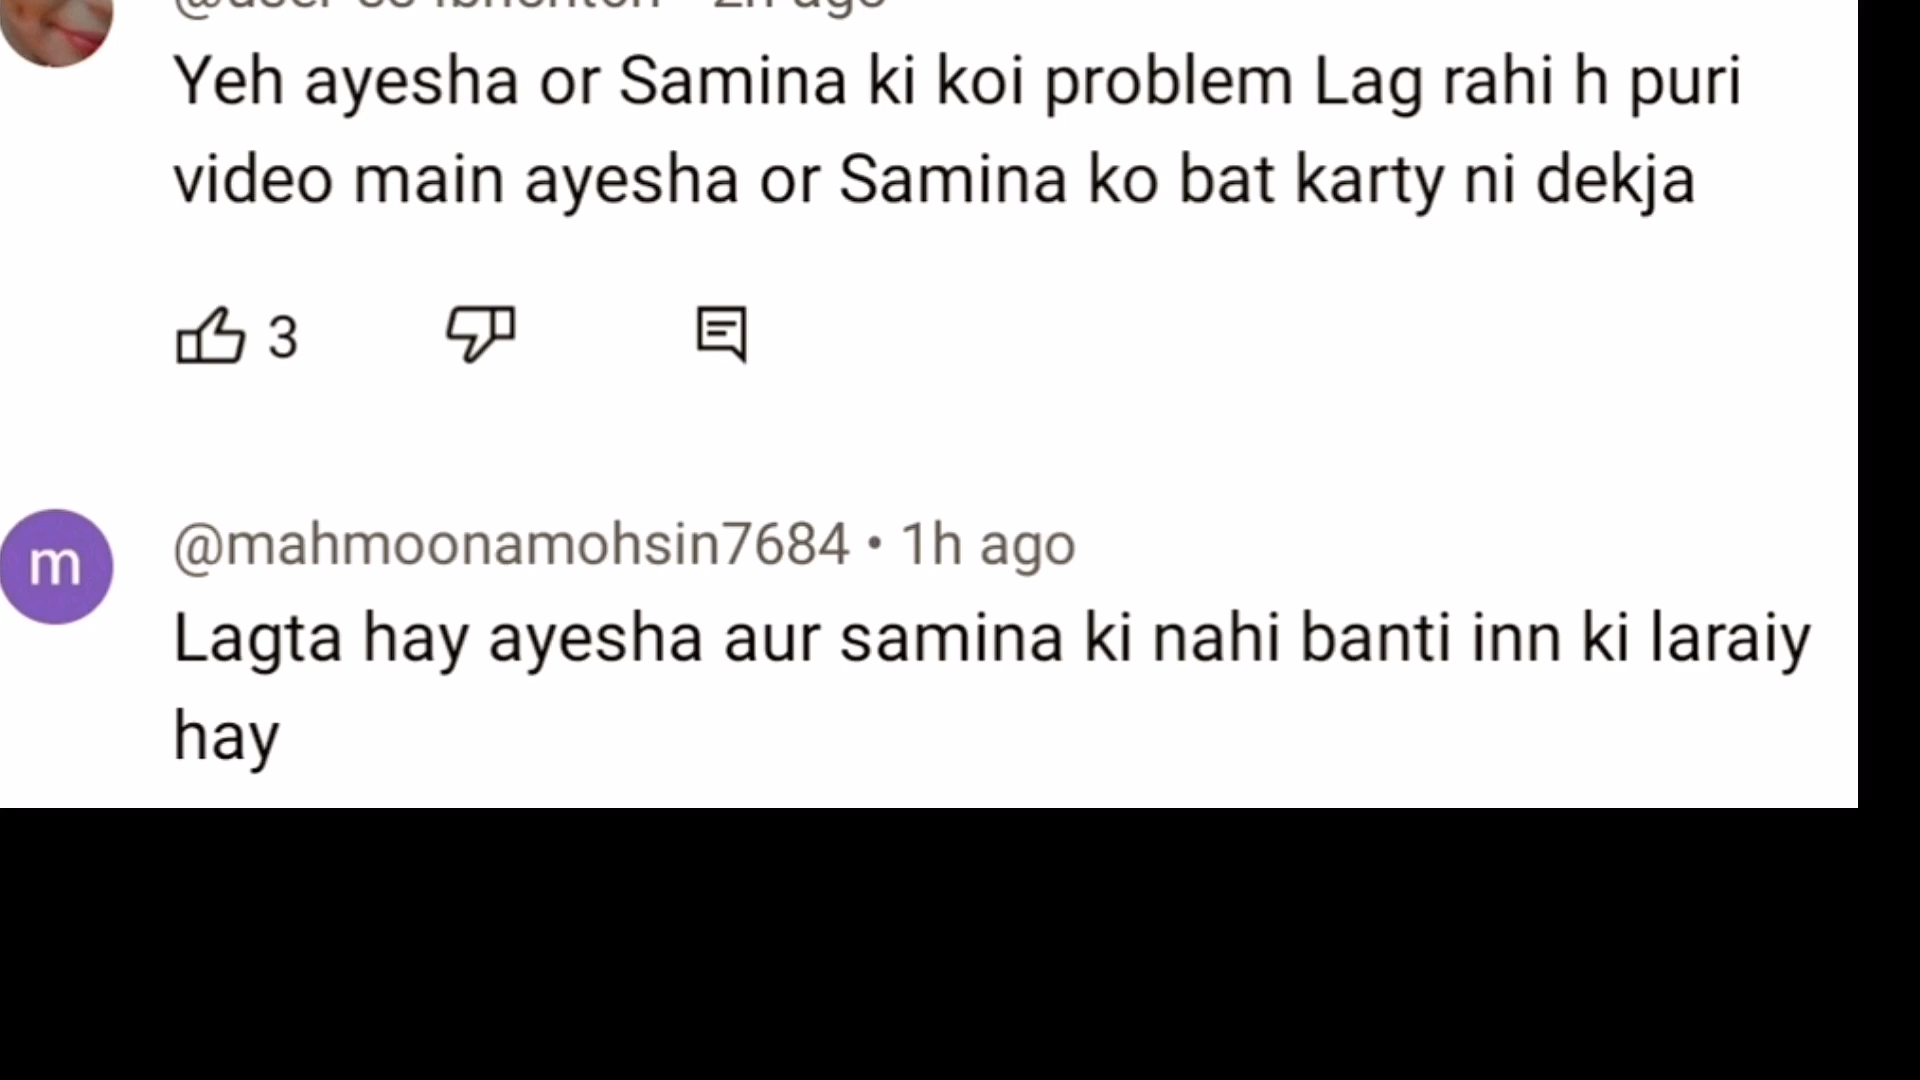 ago
Yeh ayesha or Samina ki koi problem Lag rahi h puri
video main ayesha or Samina ko bat karty ni dekja
3
m
@mahmoonamohsin7684 • 1h ago
Lagta hay ayesha aur samina ki nahi banti inn ki laraiy
hay